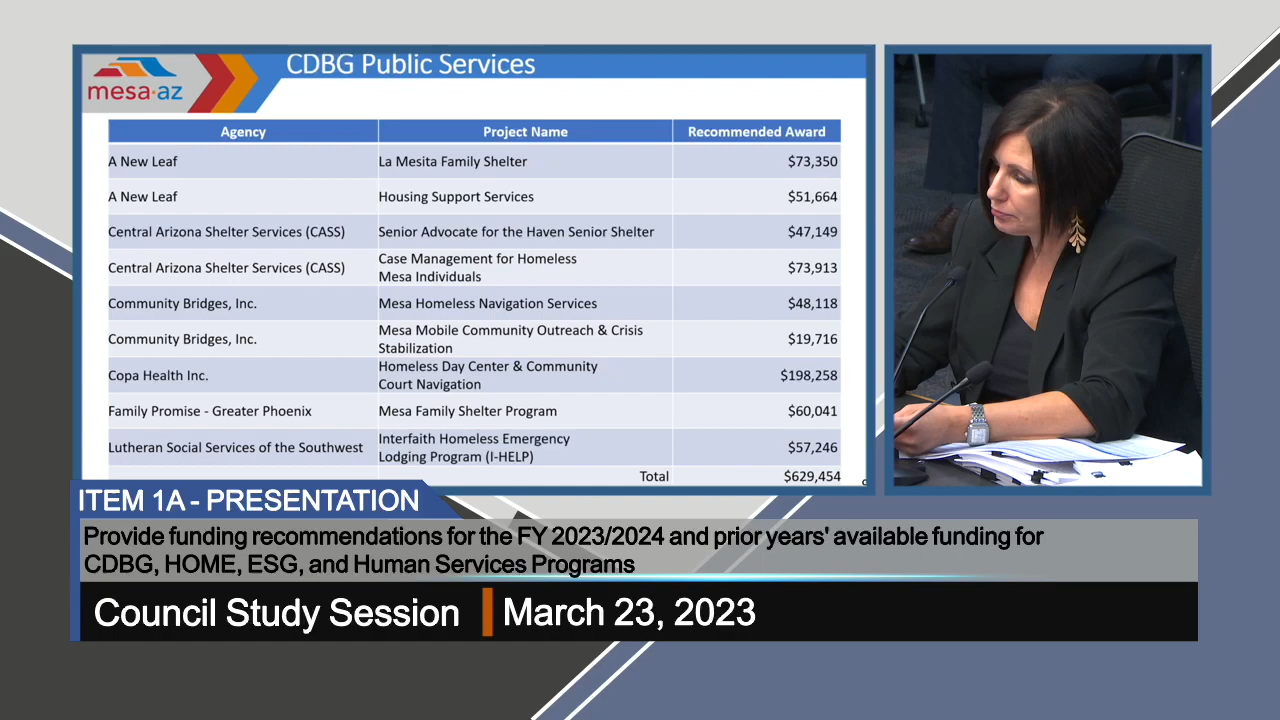 mesa·az
CDBG Public Services
Agency Project Name Recommended Award
A New Leaf La Mesita Family Shelter $73,350
A New Leaf Housing Support Services $51,664
Central Arizona Shelter Services (CASS) Senior Advocate for the Haven Senior Shelter $47,149
Central Arizona Shelter Services (CASS) Case Management for Homeless
Mesa Individuals $73,913
Community Bridges, Inc. Mesa Homeless Navigation Services $48,118
Community Bridges, Inc. Mesa Mobile Community Outreach & Crisis
Stabilization $19,716
Copa Health Inc. Homeless Day Center & Community
Court Navigation $198,258
Family Promise - Greater Phoenix Mesa Family Shelter Program $60,041
Lutheran Social Services of the Southwest Interfaith Homeless Emergency
Lodging Program (I-HELP) $57,246
Total $629,454
ITEM 1A - PRESENTATION
Provide funding recommendations for the FY 2023/2024 and prior years' available funding for
CDBG, HOME, ESG, and Human Services Programs
Council Study Session March 23, 2023